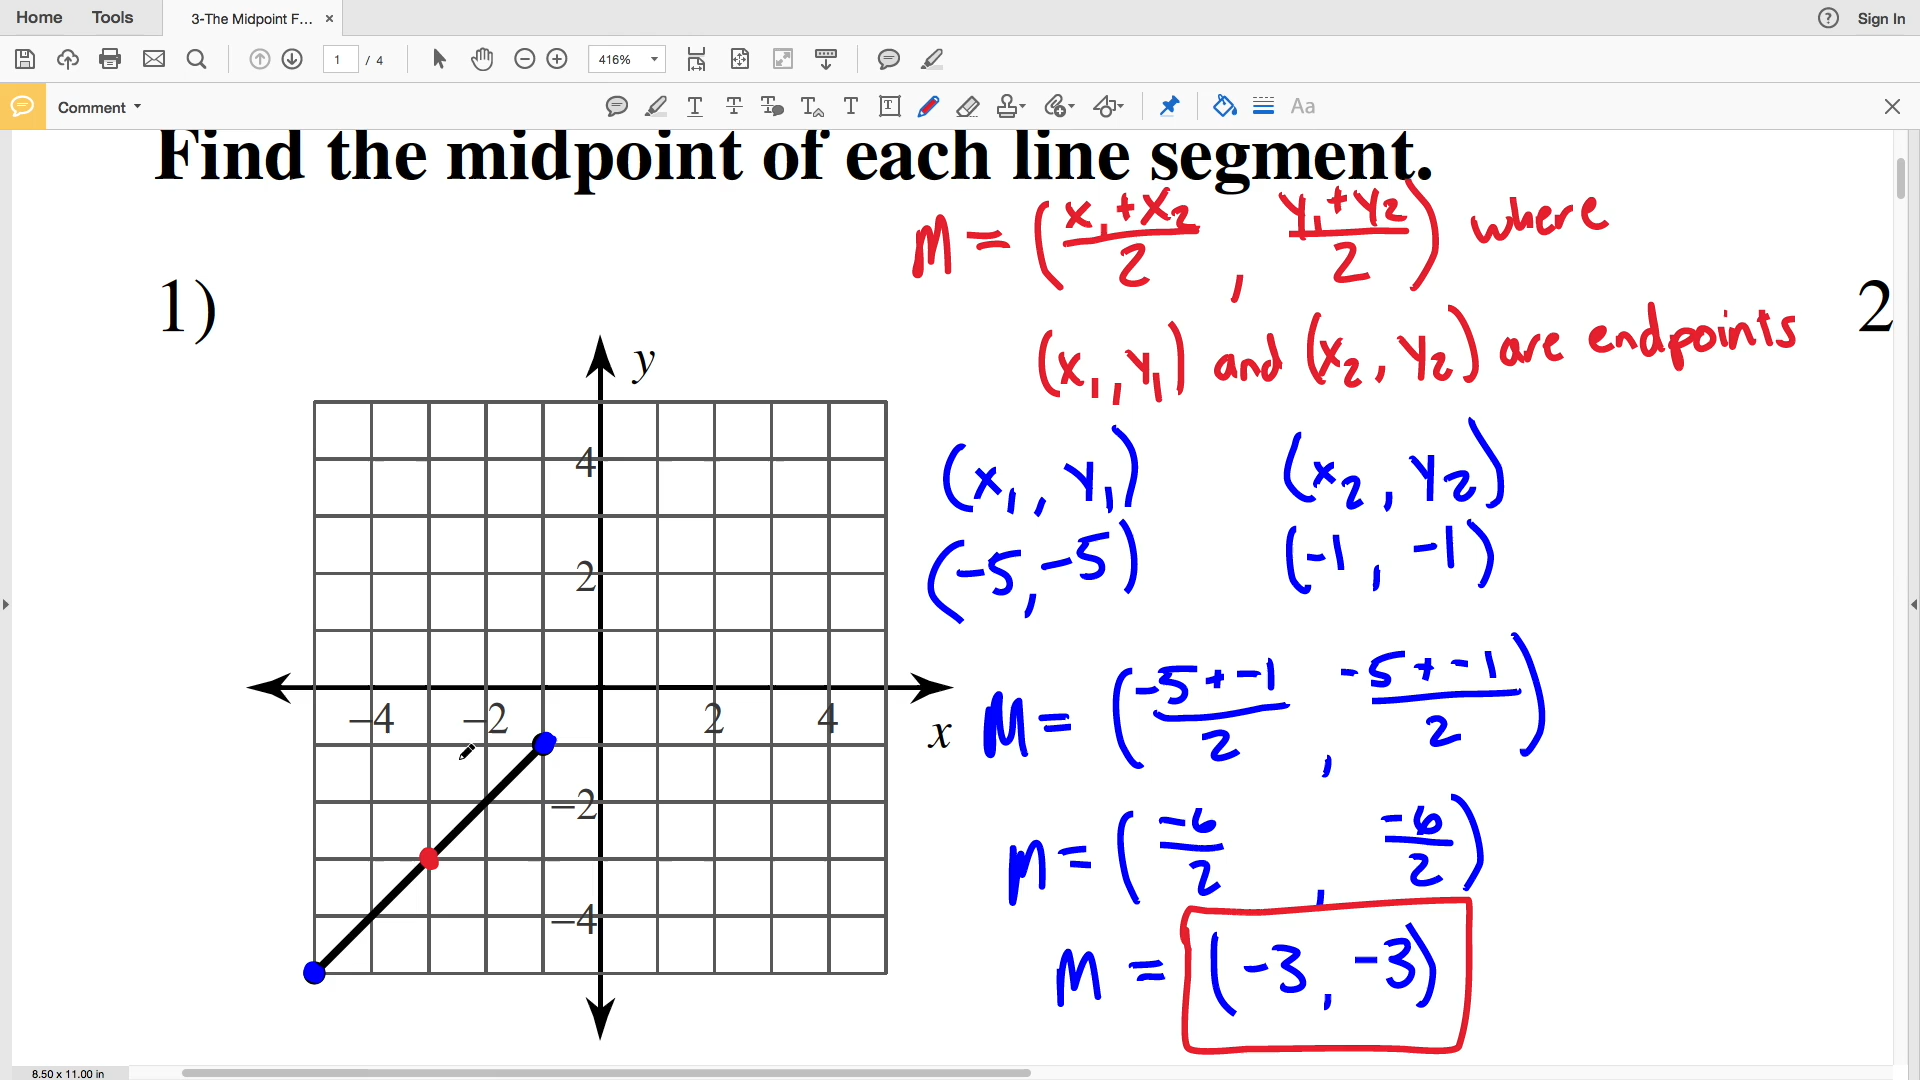 Home Tools 3-The Midpoint F... × ? Sign In
1 / 4 416%
Comment Aa
Find the midpoint of each line segment.
M = (x₁+x₂/2, y₁+y₂/2) where
(x₁, y₁) and (x₂, y₂) are endpoints
1)
2
y
4
2
-4 -2 2 4
x
-2
-4
(x₁, y₁) (x₂, y₂)
(-5, -5) (-1, -1)
M = (-5+-1/2, -5+-1/2)
M = (-6/2, -6/2)
M = (-3, -3)
8.50 x 11.00 in